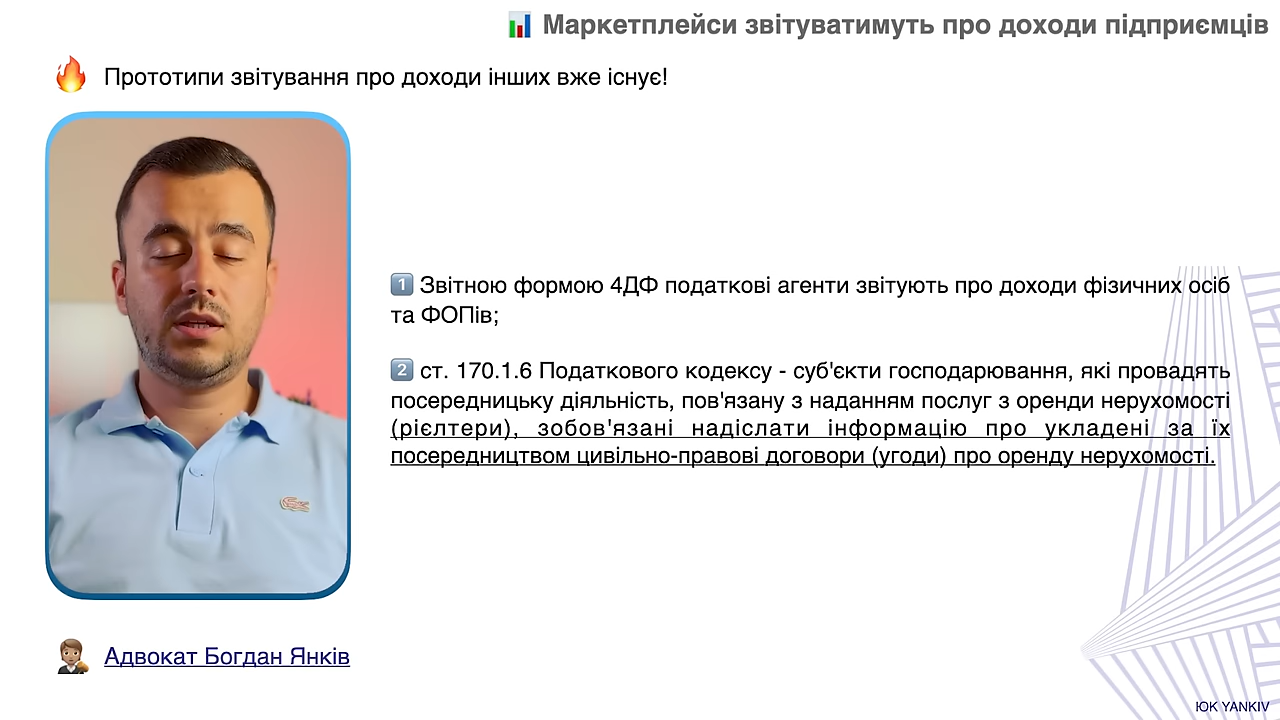 📊 Маркетплейси звітуватимуть про доходи підприємців
🔥 Прототипи звітування про доходи інших вже існує!
1️⃣ Звітною формою 4ДФ податкові агенти звітують про доходи фізичних осіб
та ФОПів;
2️⃣ ст. 170.1.6 Податкового кодексу - суб'єкти господарювання, які провадять
посередницьку діяльність, пов'язану з наданням послуг з оренди нерухомості
(рієлтери), зобов'язані надіслати інформацію про укладені за їх
посередництвом цивільно-правові договори (угоди) про оренду нерухомості.
Адвокат Богдан Янків
ЮК YANKIV